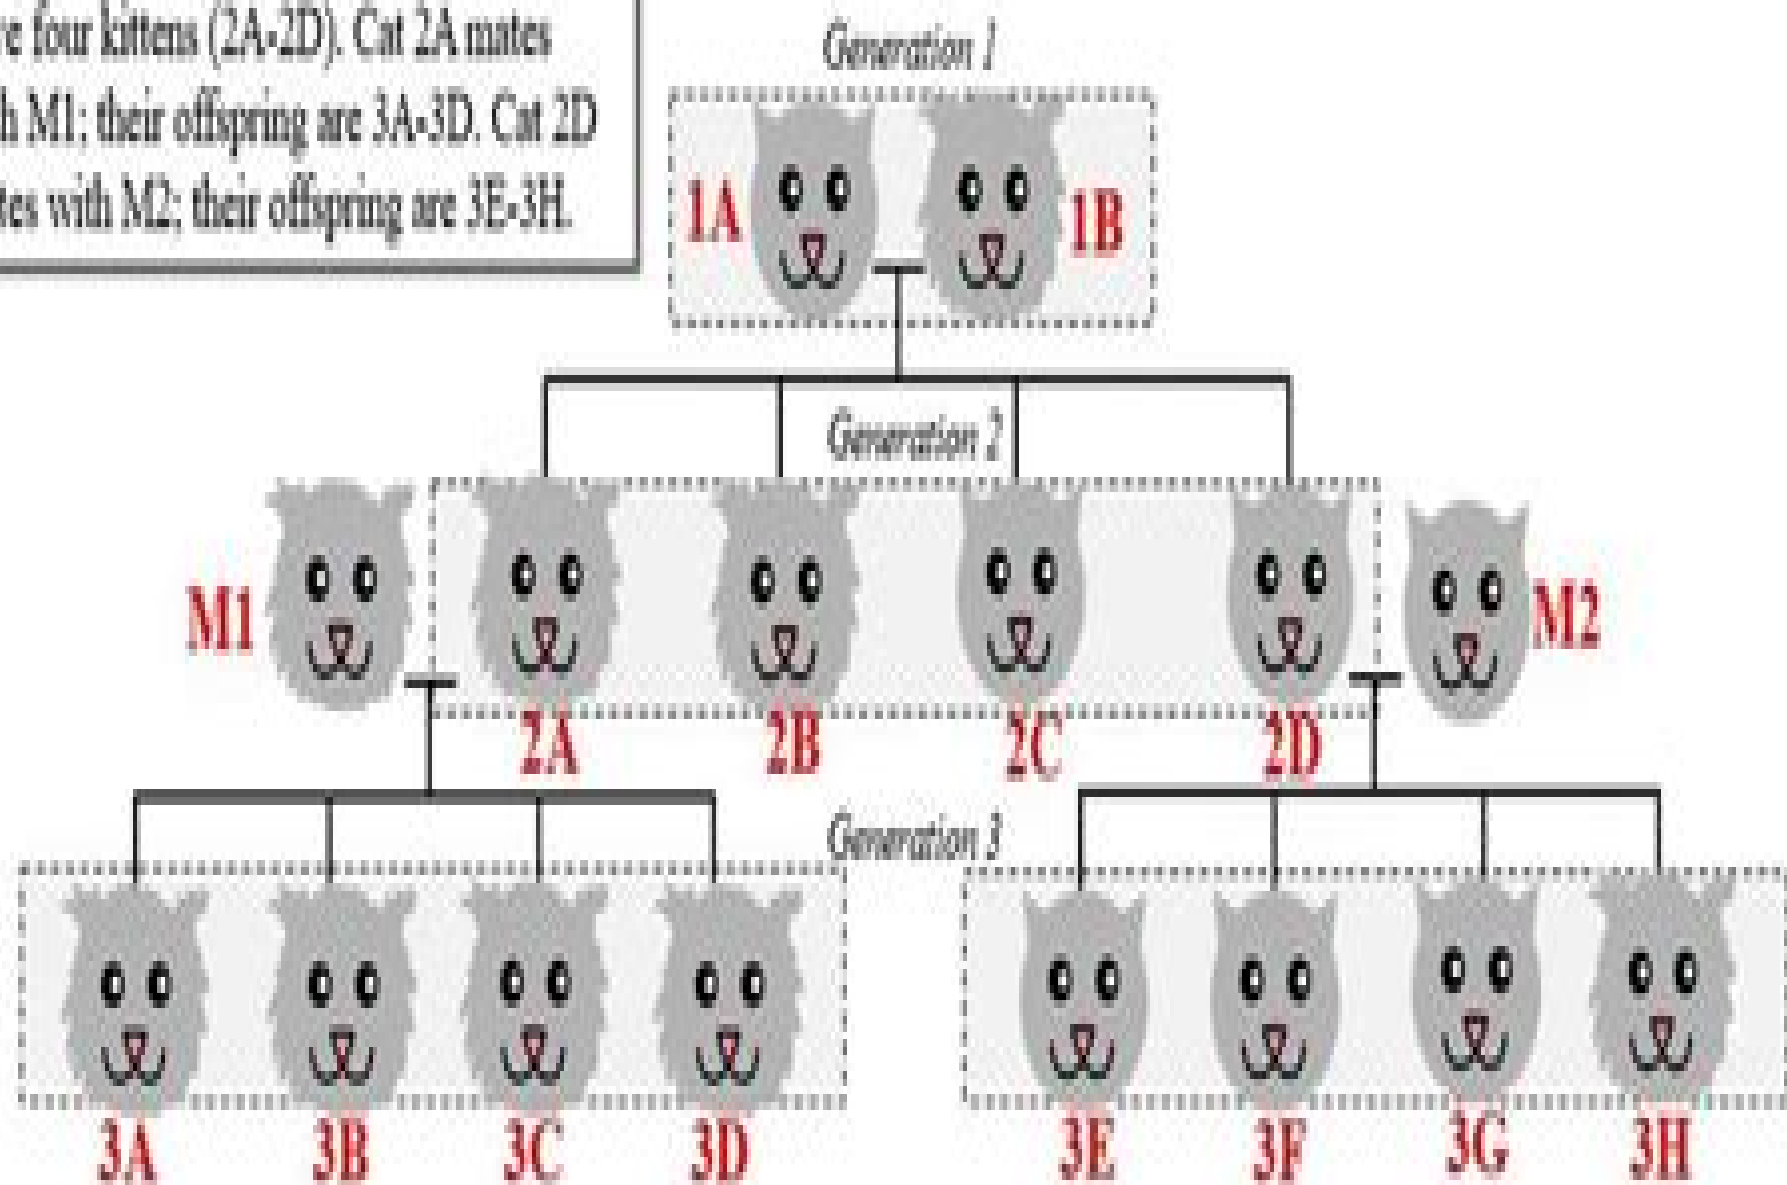 four kittens (2A-2D). Cat 2A mates
M1; their offspring are 3A-3D. Cat 2D
with M2; their offspring are 3E-3H.
Generation 1
1A
1B
Generation 2
M1
M2
2A
2B
2C
2D
Generation 3
3A
3B
3C
3D
3E
3F
3G
3H